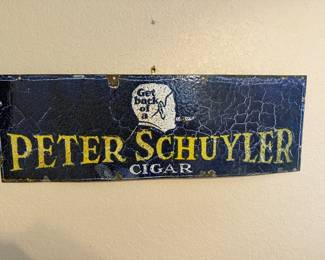 Get
back
of a
PETER SCHUYLER
CIGAR